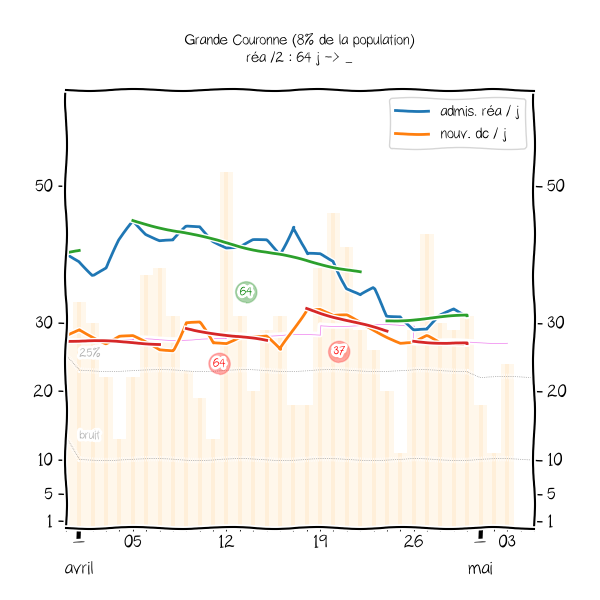 Grande Couronne (8% de la population)
réa /2 : 64 j -> _
admis. réa / j
nouv. dc / j
50 50
64
30 30
37
25%
64
20 20
bruit
10 10
5 5
1 1
05 12 19 26 03
avril mai